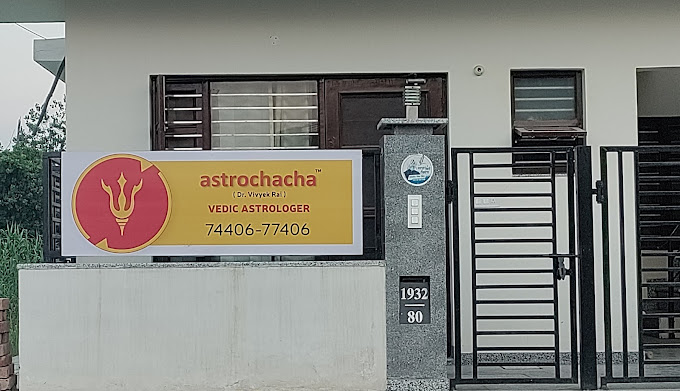 astrochacha™
( Dr. Vivyek Rai )
VEDIC ASTROLOGER
74406-77406
1932
80